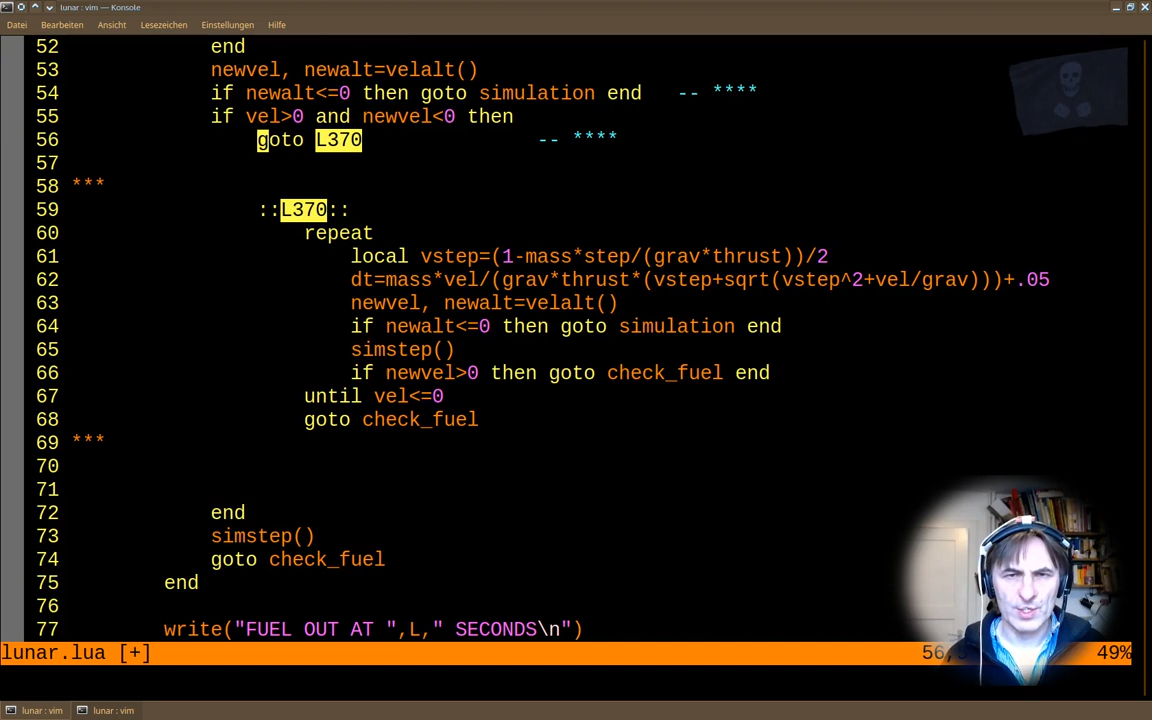 lunar : vim — Konsole
Datei Bearbeiten Ansicht Lesezeichen Einstellungen Hilfe
52 end
53 newvel, newalt=velalt()
54 if newalt<=0 then goto simulation end -- ****
55 if vel>0 and newvel<0 then
56 goto L370 -- ****
57
58 ***
59 ::L370::
60 repeat
61 local vstep=(1-mass*step/(grav*thrust))/2
62 dt=mass*vel/(grav*thrust*(vstep+sqrt(vstep^2+vel/grav)))+.05
63 newvel, newalt=velalt()
64 if newalt<=0 then goto simulation end
65 simstep()
66 if newvel>0 then goto check_fuel end
67 until vel<=0
68 goto check_fuel
69 ***
70
71
72 end
73 simstep()
74 goto check_fuel
75 end
76
77 write("FUEL OUT AT ",L," SECONDS\n")
lunar.lua [+] 56, 49%
lunar : vim lunar : vim